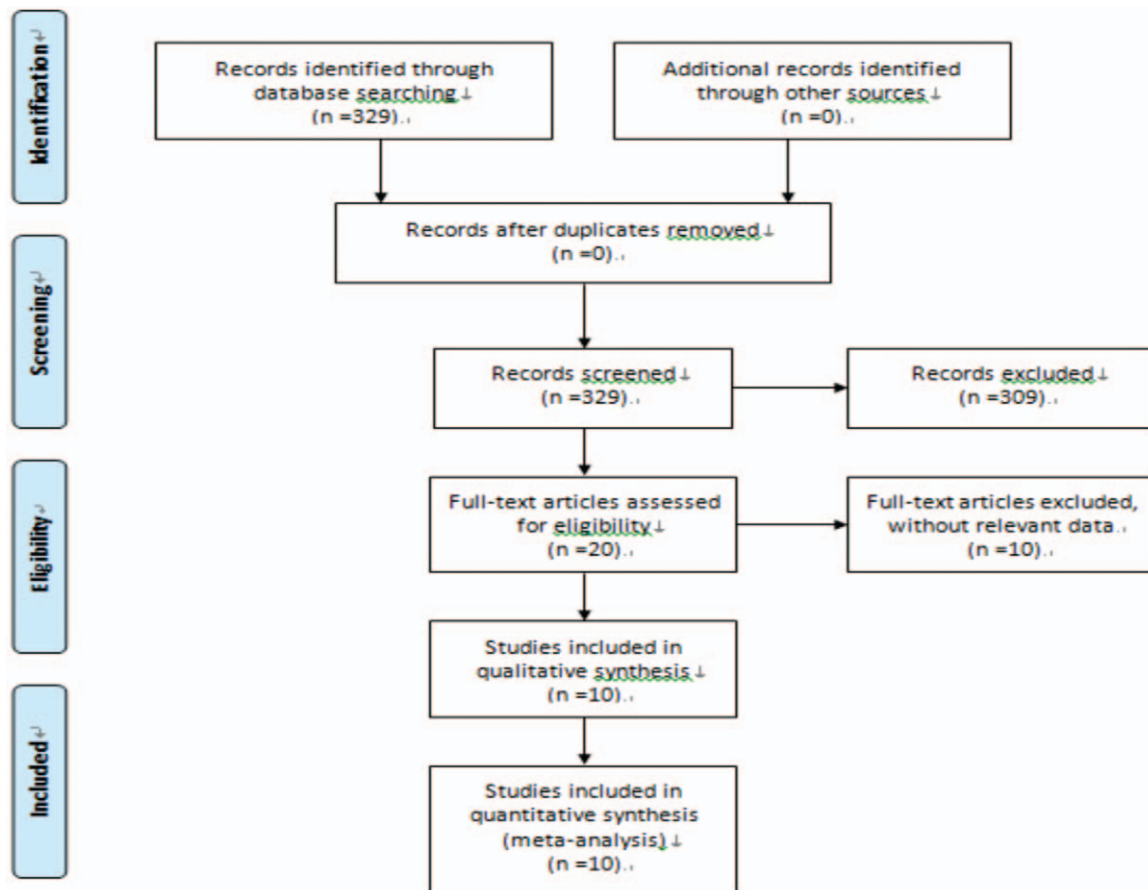 Identification↵
Records identified through
database searching↓
(n =329)..
Additional records identified
through other sources↓
(n =0)..
Records after duplicates removed↓
(n =0)..
Screening↵
Records screened↓
(n =329)..
Records excluded↓
(n =309)..
Eligibility↵
Full-text articles assessed
for eligibility↓
(n =20)..
Full-text articles excluded,
without relevant data..
(n =10)..
Studies included in
qualitative synthesis↓
(n =10)..
Included↵
Studies included in
quantitative synthesis
(meta-analysis)↓
(n =10)..